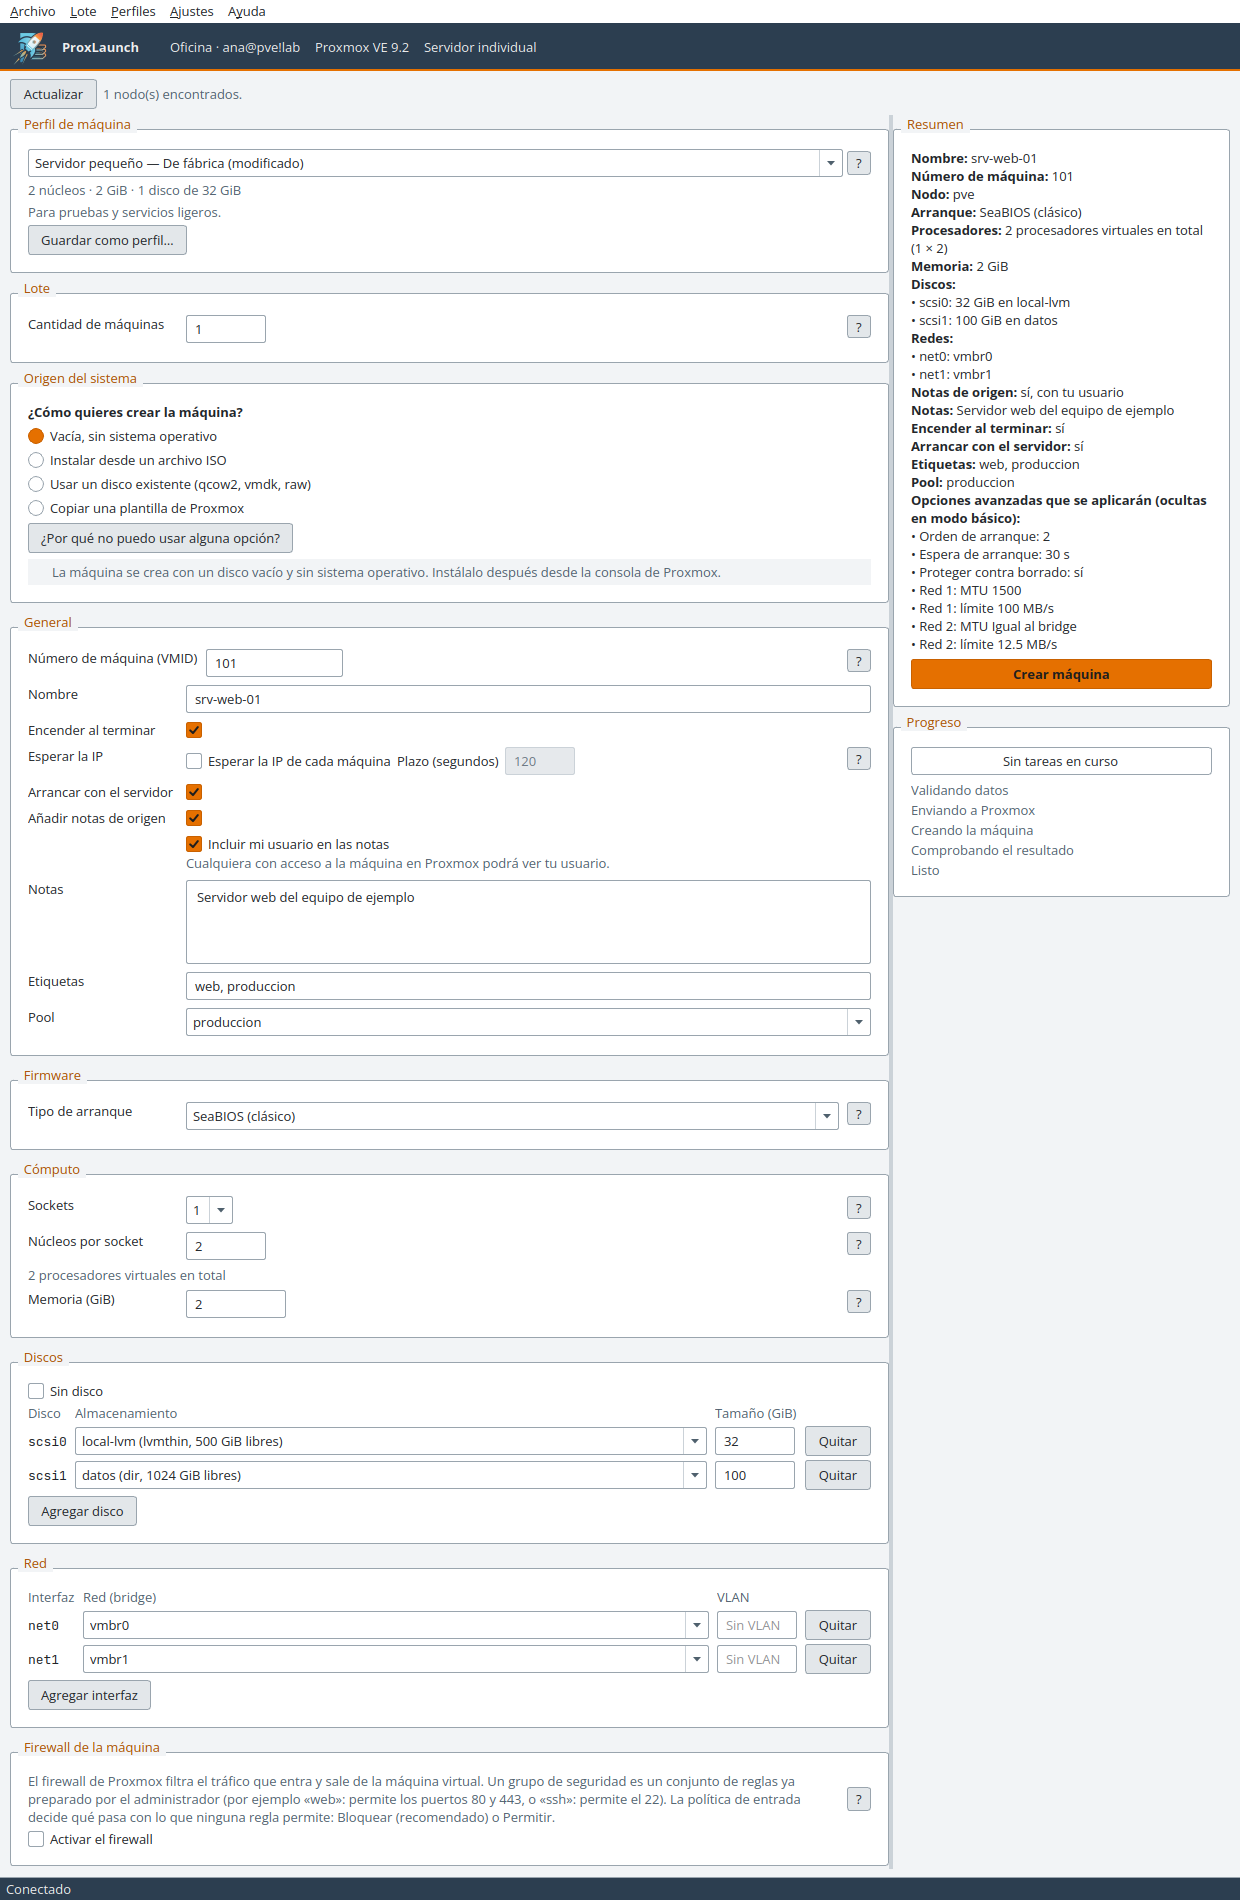 Archivo Lote Perfiles Ajustes Ayuda
ProxLaunch Oficina · ana@pve!lab Proxmox VE 9.2 Servidor individual
Actualizar 1 nodo(s) encontrados.
Perfil de máquina
Servidor pequeño — De fábrica (modificado) ?
2 núcleos · 2 GiB · 1 disco de 32 GiB
Para pruebas y servicios ligeros.
Guardar como perfil...
Lote
Cantidad de máquinas 1 ?
Origen del sistema
¿Cómo quieres crear la máquina?
Vacía, sin sistema operativo
Instalar desde un archivo ISO
Usar un disco existente (qcow2, vmdk, raw)
Copiar una plantilla de Proxmox
¿Por qué no puedo usar alguna opción?
La máquina se crea con un disco vacío y sin sistema operativo. Instálalo después desde la consola de Proxmox.
General
Número de máquina (VMID) 101 ?
Nombre srv-web-01
Encender al terminar
Esperar la IP Esperar la IP de cada máquina Plazo (segundos) 120 ?
Arrancar con el servidor
Añadir notas de origen
Incluir mi usuario en las notas
Cualquiera con acceso a la máquina en Proxmox podrá ver tu usuario.
Notas Servidor web del equipo de ejemplo
Etiquetas web, produccion
Pool produccion
Firmware
Tipo de arranque SeaBIOS (clásico) ?
Cómputo
Sockets 1 ?
Núcleos por socket 2 ?
2 procesadores virtuales en total
Memoria (GiB) 2 ?
Discos
Sin disco
Disco Almacenamiento Tamaño (GiB)
scsi0 local-lvm (lvmthin, 500 GiB libres) 32 Quitar
scsi1 datos (dir, 1024 GiB libres) 100 Quitar
Agregar disco
Red
Interfaz Red (bridge) VLAN
net0 vmbr0 Sin VLAN Quitar
net1 vmbr1 Sin VLAN Quitar
Agregar interfaz
Firewall de la máquina
El firewall de Proxmox filtra el tráfico que entra y sale de la máquina virtual. Un grupo de seguridad es un conjunto de reglas ya
preparado por el administrador (por ejemplo «web»: permite los puertos 80 y 443, o «ssh»: permite el 22). La política de entrada
decide qué pasa con lo que ninguna regla permite: Bloquear (recomendado) o Permitir.
?
Activar el firewall
Resumen
Nombre: srv-web-01
Número de máquina: 101
Nodo: pve
Arranque: SeaBIOS (clásico)
Procesadores: 2 procesadores virtuales en total
(1 × 2)
Memoria: 2 GiB
Discos:
• scsi0: 32 GiB en local-lvm
• scsi1: 100 GiB en datos
Redes:
• net0: vmbr0
• net1: vmbr1
Notas de origen: sí, con tu usuario
Notas: Servidor web del equipo de ejemplo
Encender al terminar: sí
Arrancar con el servidor: sí
Etiquetas: web, produccion
Pool: produccion
Opciones avanzadas que se aplicarán (ocultas
en modo básico):
• Orden de arranque: 2
• Espera de arranque: 30 s
• Proteger contra borrado: sí
• Red 1: MTU 1500
• Red 1: límite 100 MB/s
• Red 2: MTU Igual al bridge
• Red 2: límite 12.5 MB/s
Crear máquina
Progreso
Sin tareas en curso
Validando datos
Enviando a Proxmox
Creando la máquina
Comprobando el resultado
Listo
Conectado